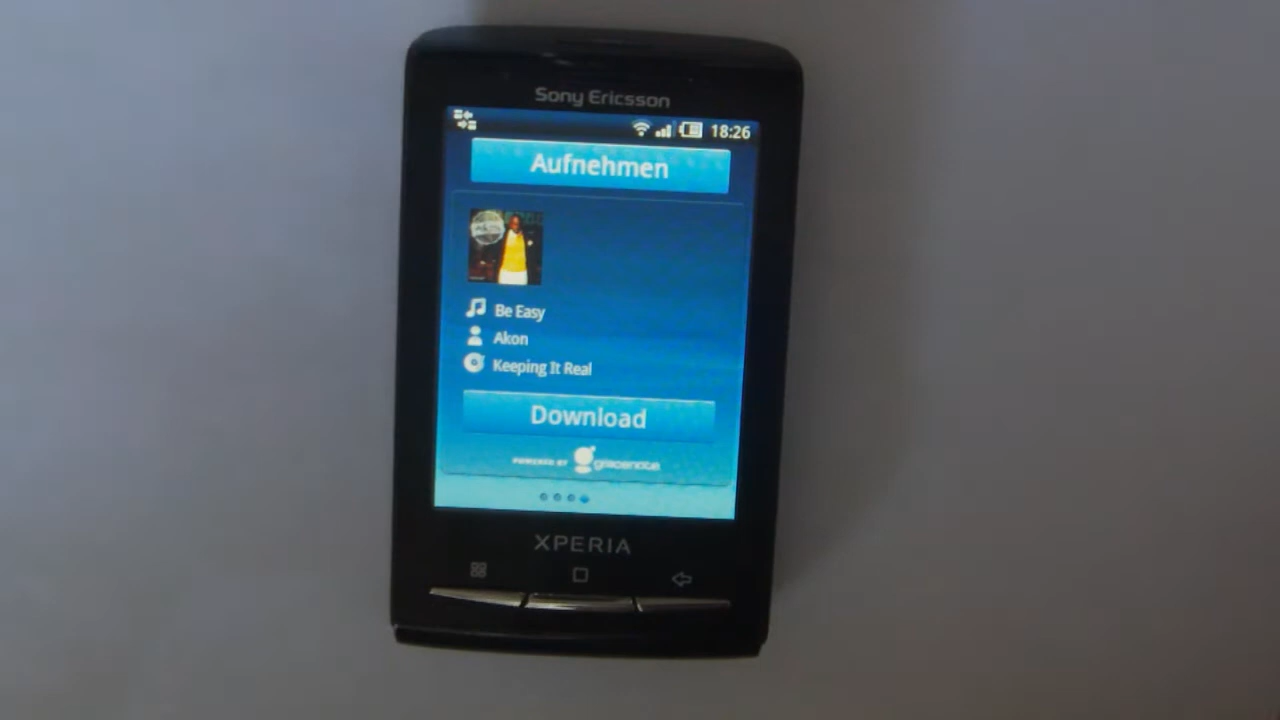 Sony Ericsson
18:26
Aufnehmen
Be Easy
Akon
Keeping It Real
Download
POWERED BY gracenote
XPERIA